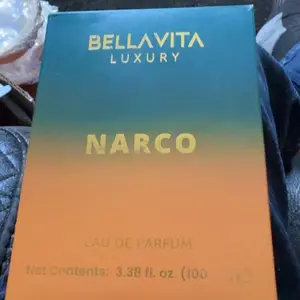 BELLAVITA
LUXURY
NARCO
EAU DE PARFUM
Net Contents: 3.38 fl. oz. (100